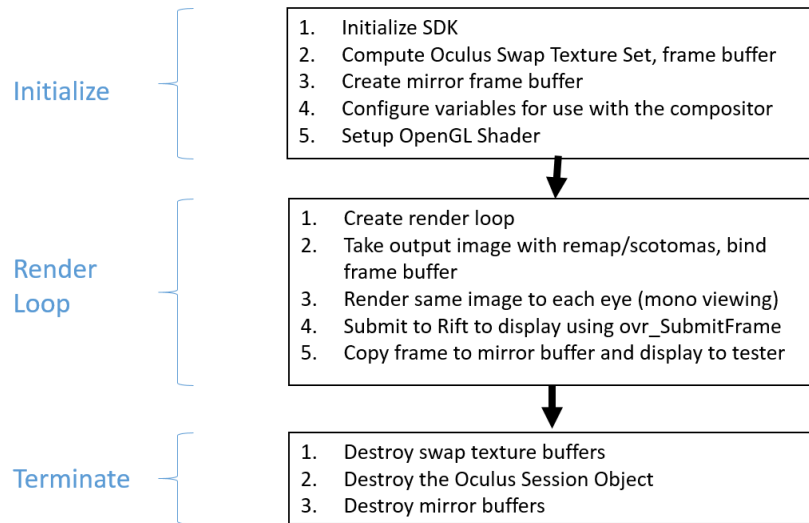 Initialize
1. Initialize SDK
2. Compute Oculus Swap Texture Set, frame buffer
3. Create mirror frame buffer
4. Configure variables for use with the compositor
5. Setup OpenGL Shader
Render
Loop
1. Create render loop
2. Take output image with remap/scotomas, bind
frame buffer
3. Render same image to each eye (mono viewing)
4. Submit to Rift to display using ovr_SubmitFrame
5. Copy frame to mirror buffer and display to tester
Terminate
1. Destroy swap texture buffers
2. Destroy the Oculus Session Object
3. Destroy mirror buffers